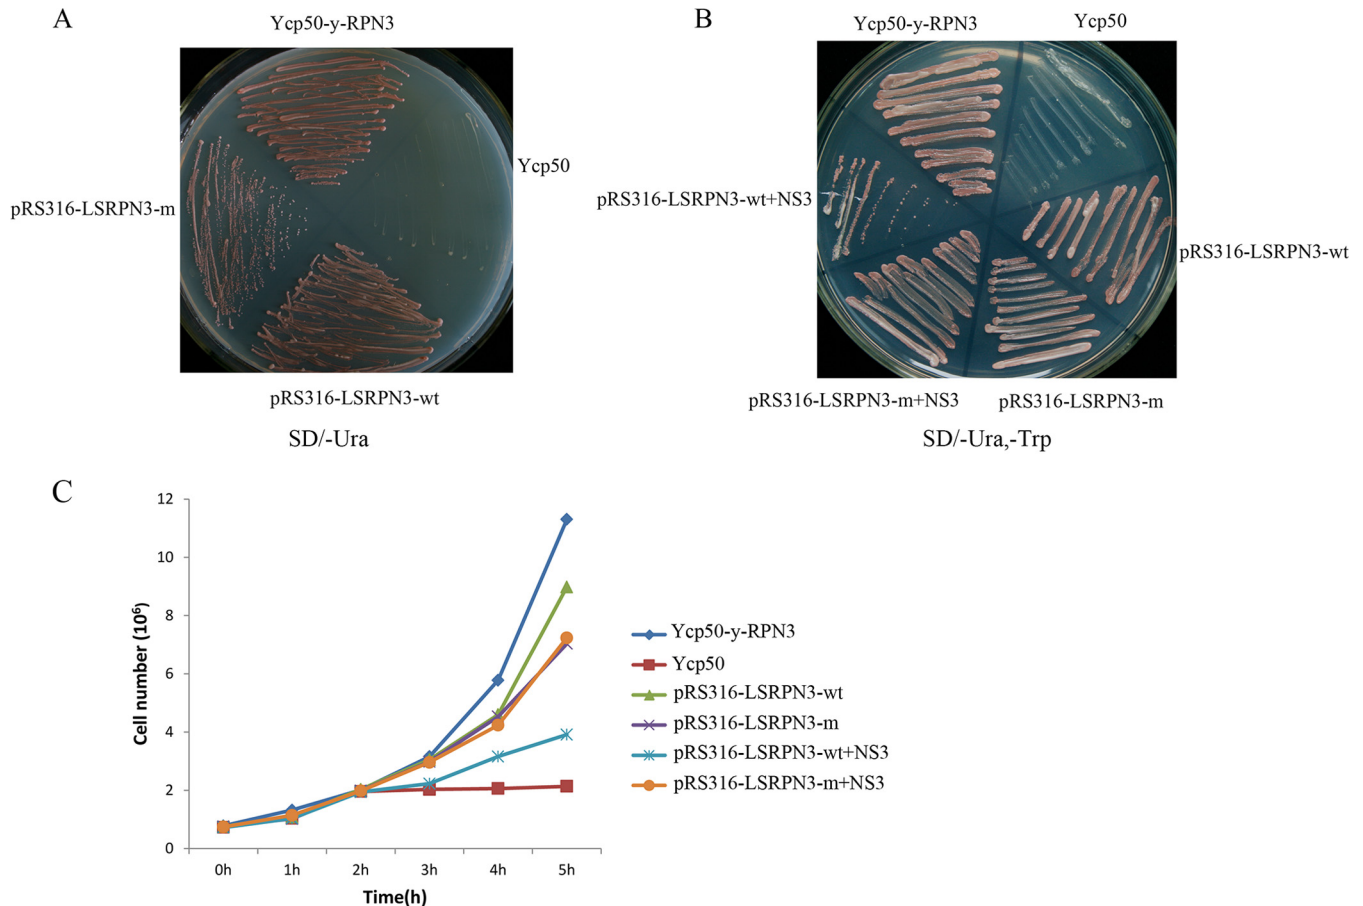 A
Ycp50-y-RPN3
Ycp50
pRS316-LSRPN3-m
pRS316-LSRPN3-wt
SD/-Ura
B
Ycp50-y-RPN3
Ycp50
pRS316-LSRPN3-wt+NS3
pRS316-LSRPN3-wt
pRS316-LSRPN3-m+NS3
pRS316-LSRPN3-m
SD/-Ura,-Trp
C
Cell number (10⁶)
12
10
8
6
4
2
0
0h
1h
2h
3h
4h
5h
Time(h)
Ycp50-y-RPN3
Ycp50
pRS316-LSRPN3-wt
pRS316-LSRPN3-m
pRS316-LSRPN3-wt+NS3
pRS316-LSRPN3-m+NS3